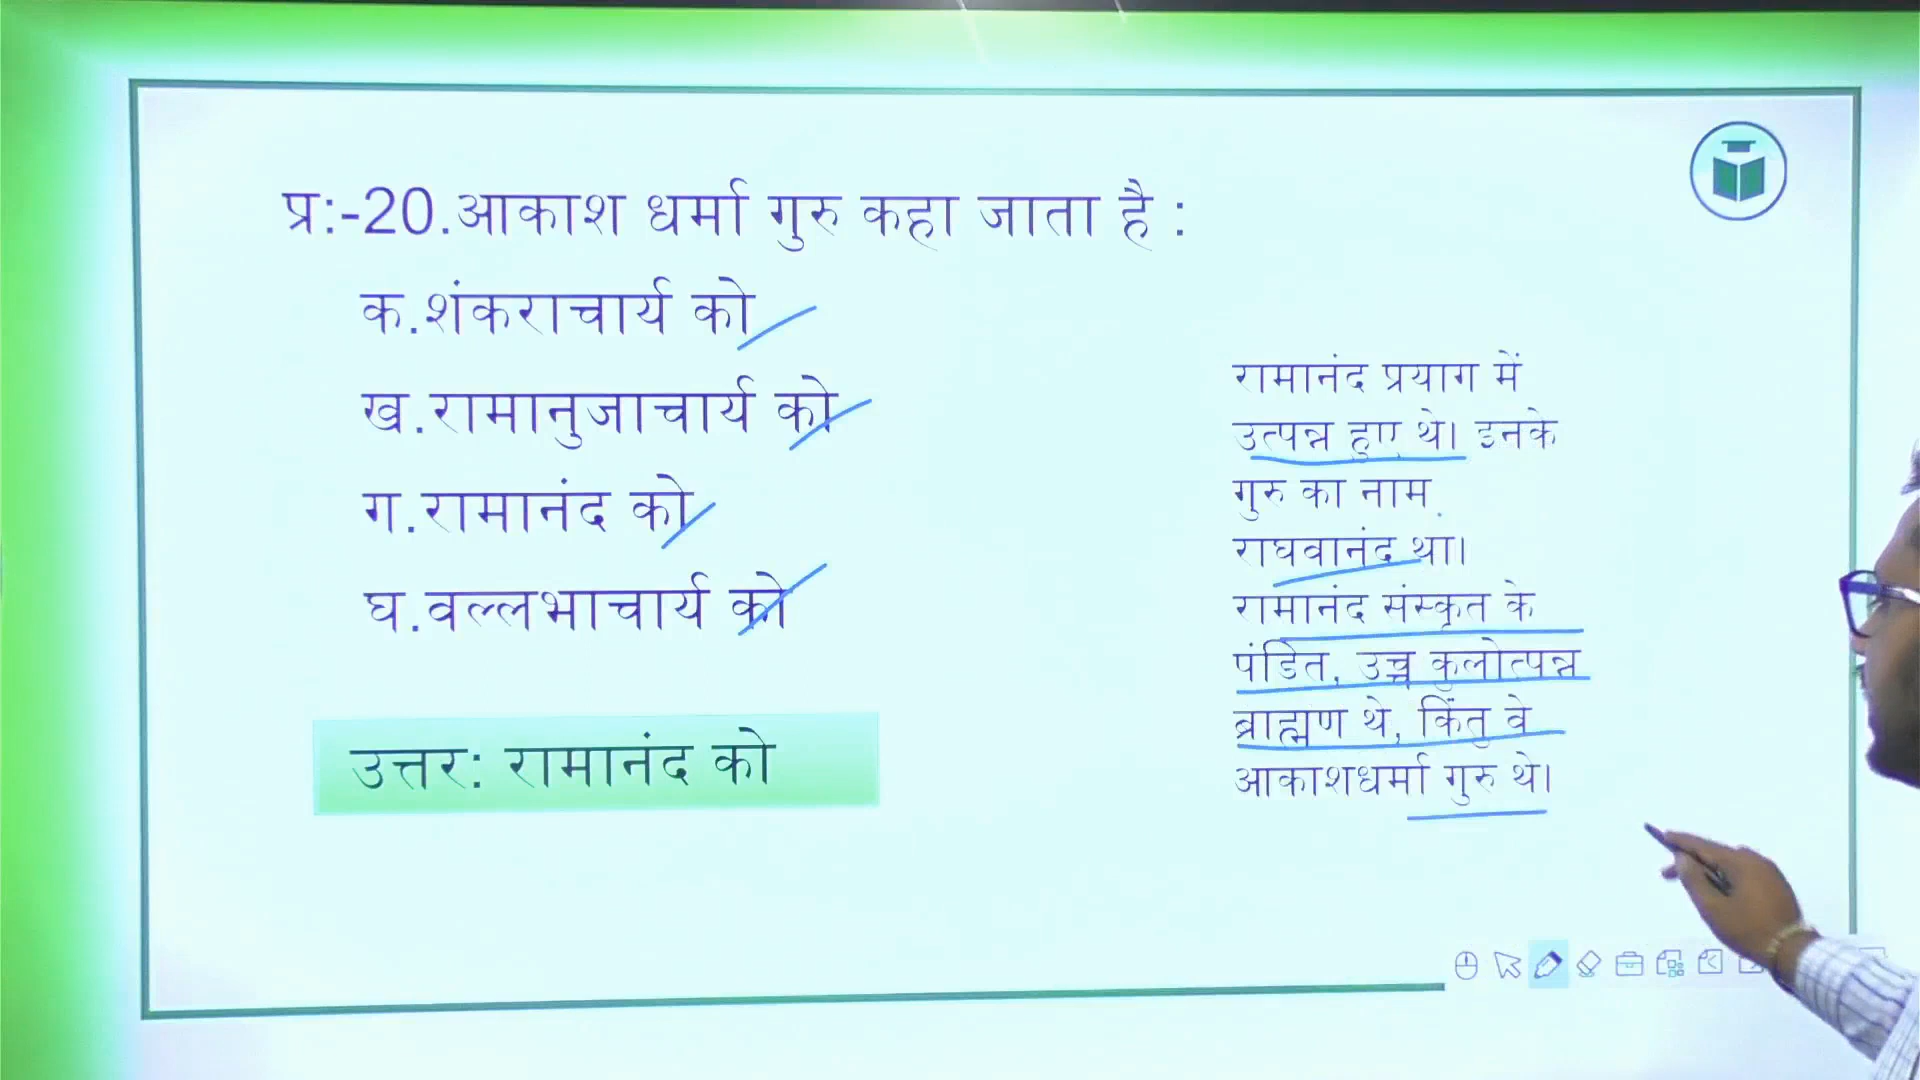 प्र:-20.आकाश धर्मा गुरु कहा जाता है :
क.शंकराचार्य को
ख.रामानुजाचार्य को
ग.रामानंद को
घ.वल्लभाचार्य को
उत्तर: रामानंद को
रामानंद प्रयाग में
उत्पन्न हुए थे। इनके
गुरु का नाम
राघवानंद था।
रामानंद संस्कृत के
पंडित, उच्च कुलोत्पन्न
ब्राह्मण थे, किंतु वे
आकाशधर्मा गुरु थे।